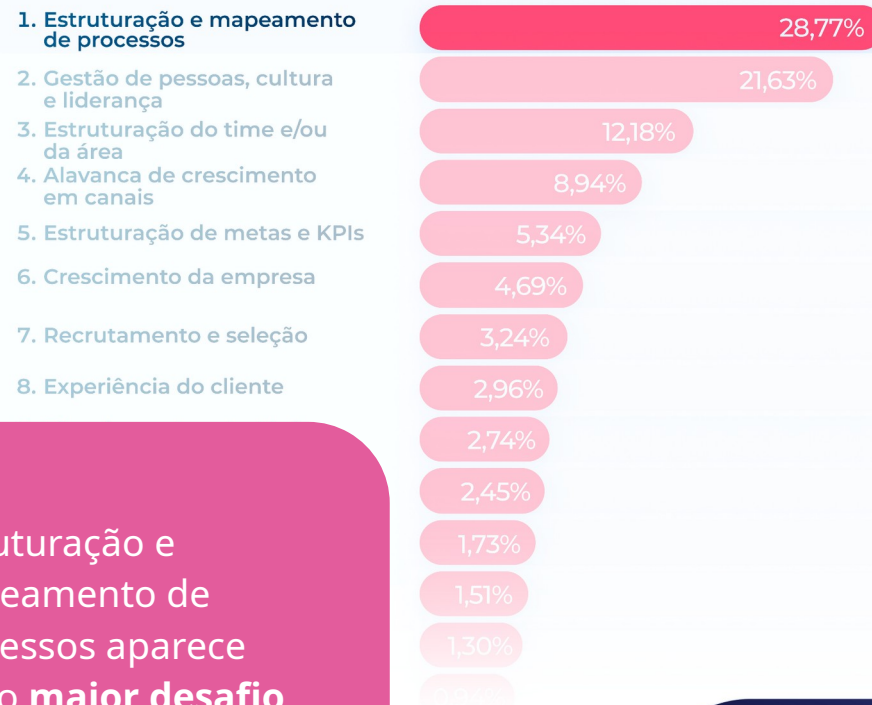 1. Estruturação e mapeamento
de processos
28,77%
2. Gestão de pessoas, cultura
e liderança
21,63%
3. Estruturação do time e/ou
da área
12,18%
4. Alavanca de crescimento
em canais
8,94%
5. Estruturação de metas e KPIs
5,34%
6. Crescimento da empresa
4,69%
7. Recrutamento e seleção
3,24%
8. Experiência do cliente
2,96%
2,74%
2,45%
1,73%
1,51%
1,30%
uturação e
eamento de
essos aparece
o maior desafio